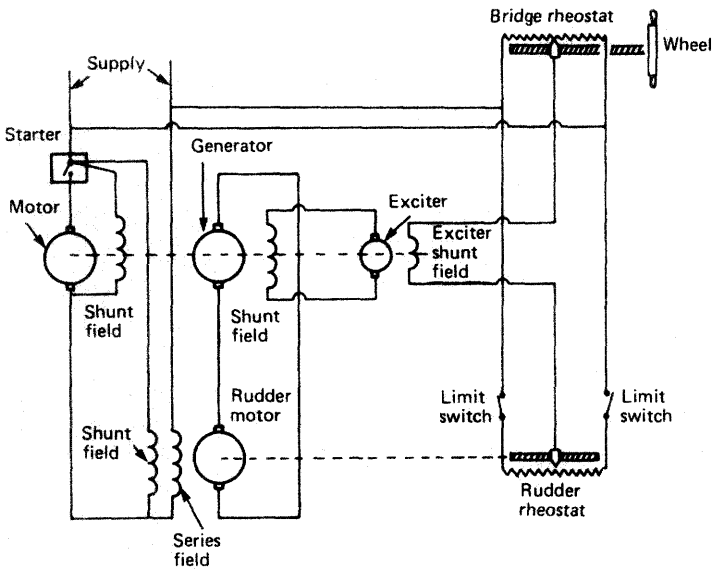 Bridge rheostat
Wheel
Supply
Starter
Generator
Motor
Exciter
Exciter
shunt
field
Shunt
field
Shunt
field
Limit
switch
Limit
switch
Rudder
motor
Shunt
field
Rudder
rheostat
Series
field